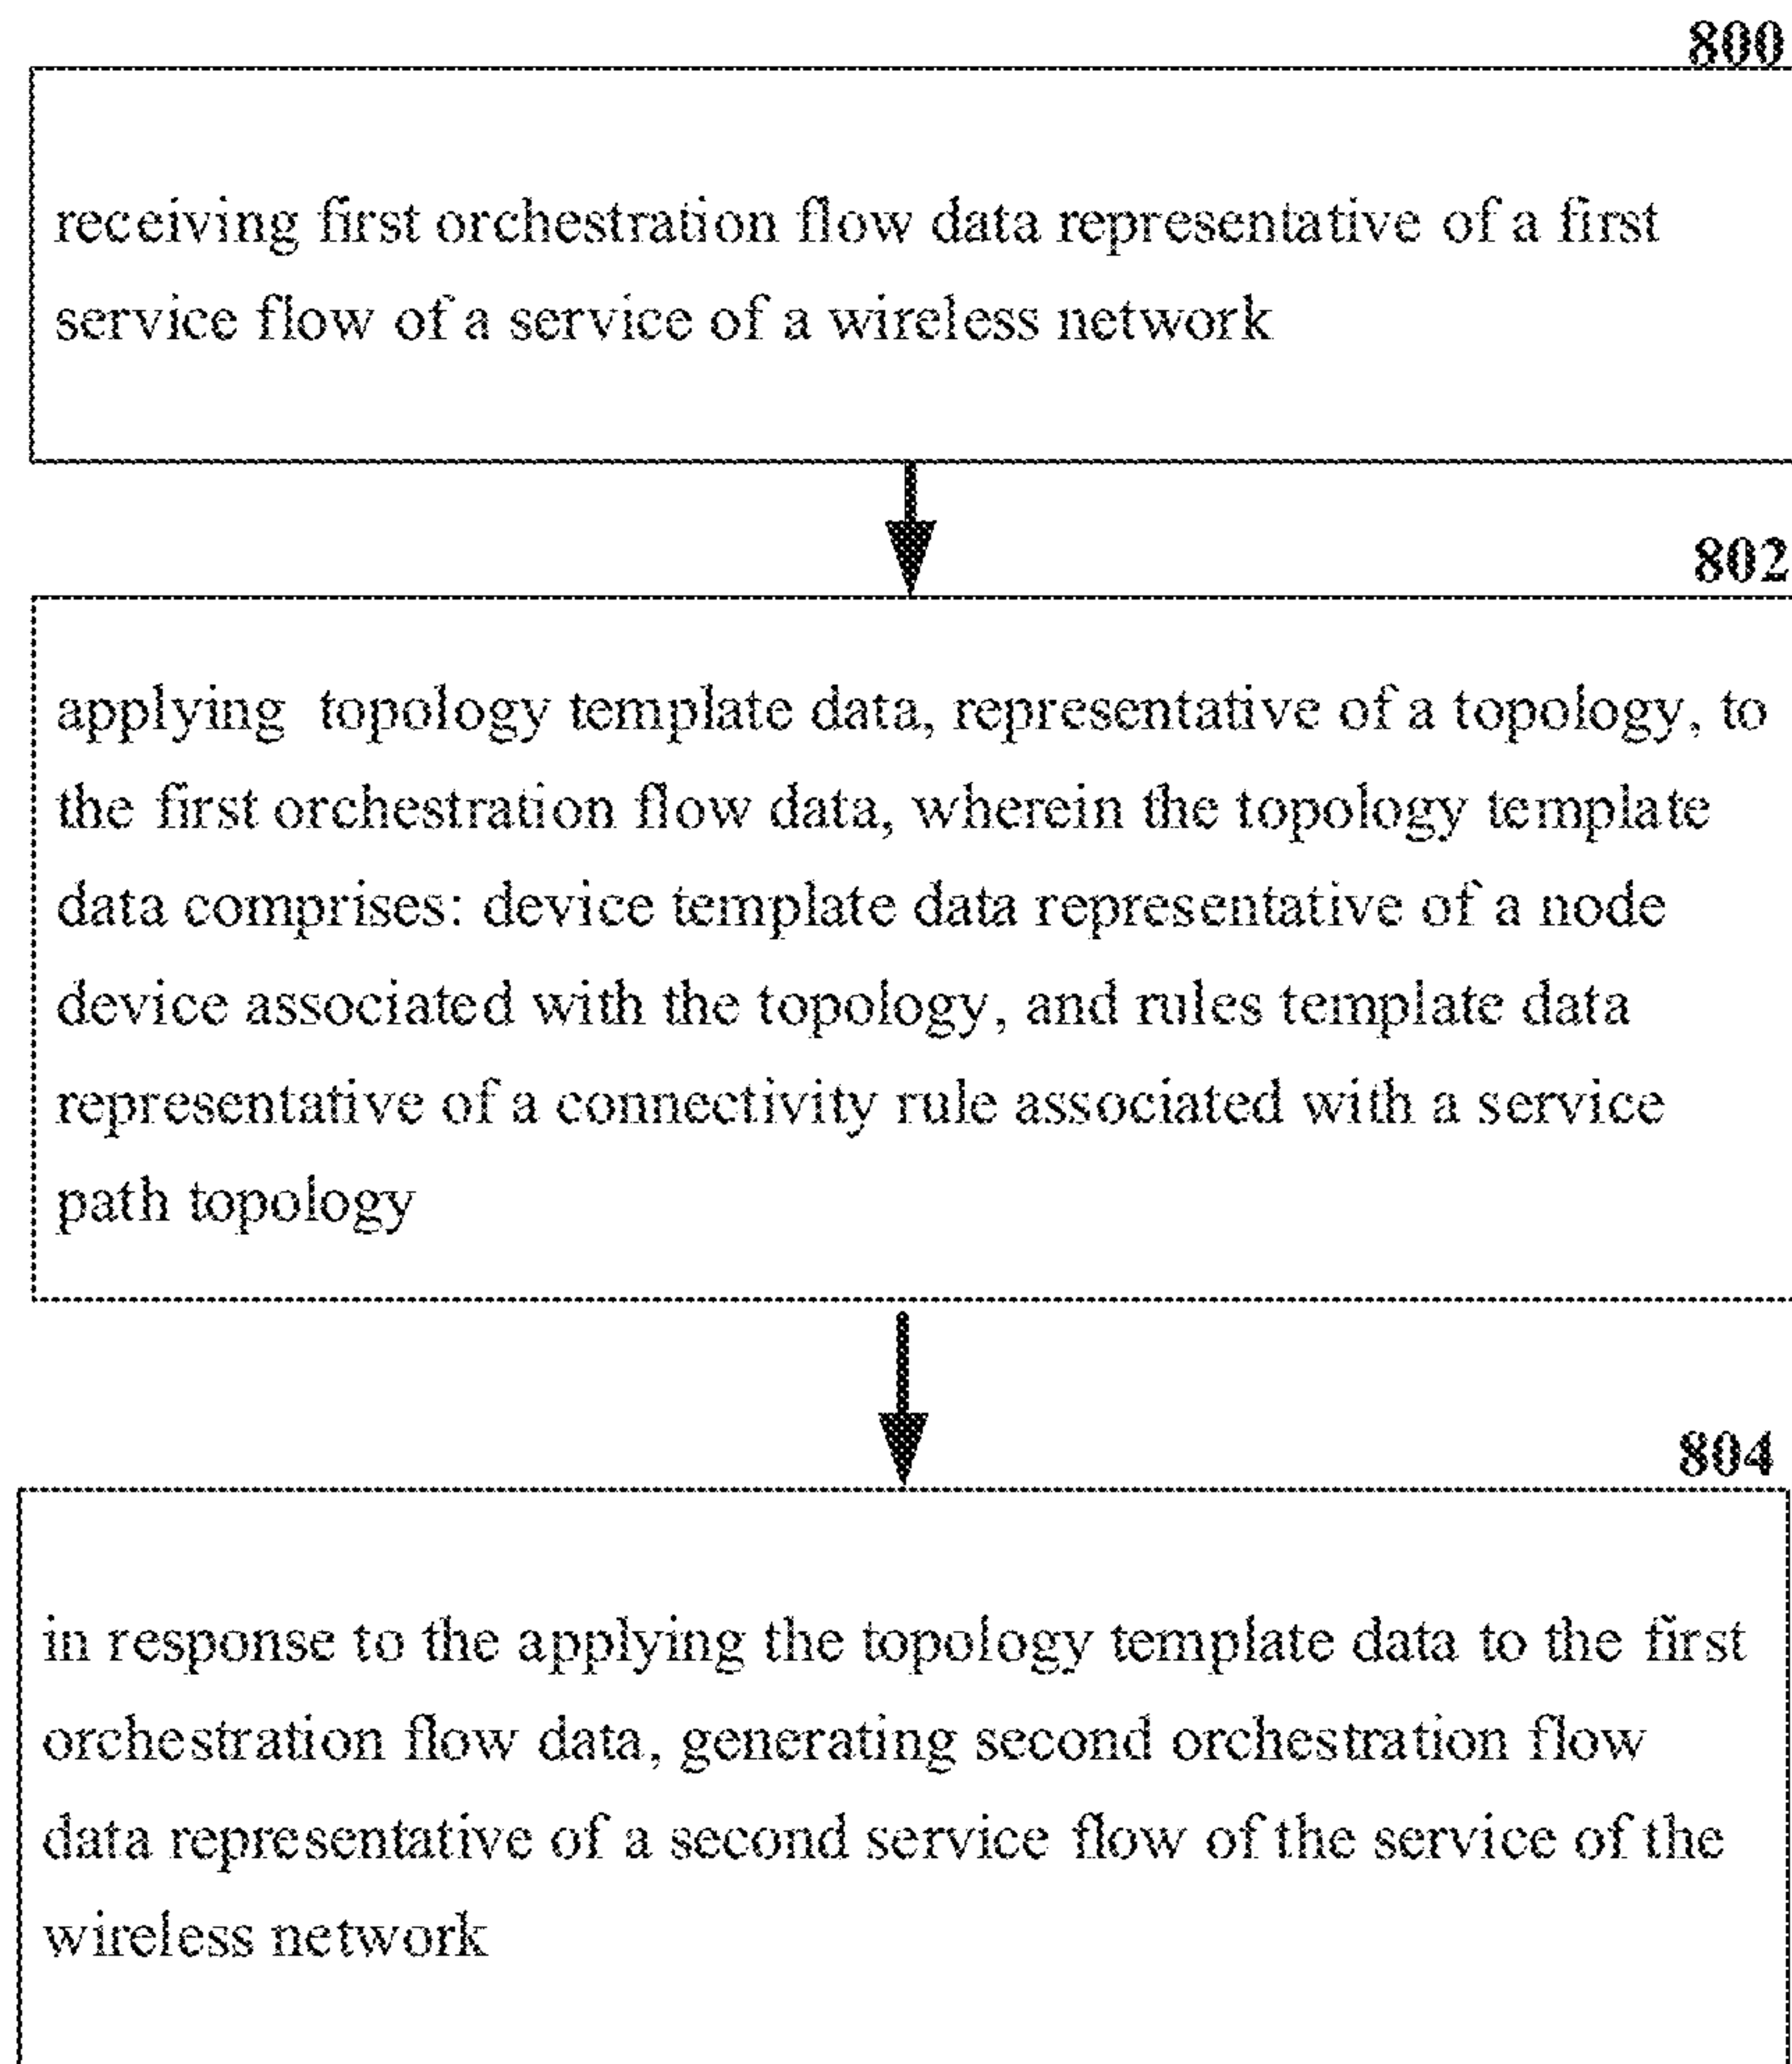 800
receiving first orchestration flow data representative of a first
service flow of a service of a wireless network
802
applying topology template data, representative of a topology, to
the first orchestration flow data, wherein the topology template
data comprises: device template data representative of a node
device associated with the topology, and rules template data
representative of a connectivity rule associated with a service
path topology
804
in response to the applying the topology template data to the first
orchestration flow data, generating second orchestration flow
data representative of a second service flow of the service of the
wireless network